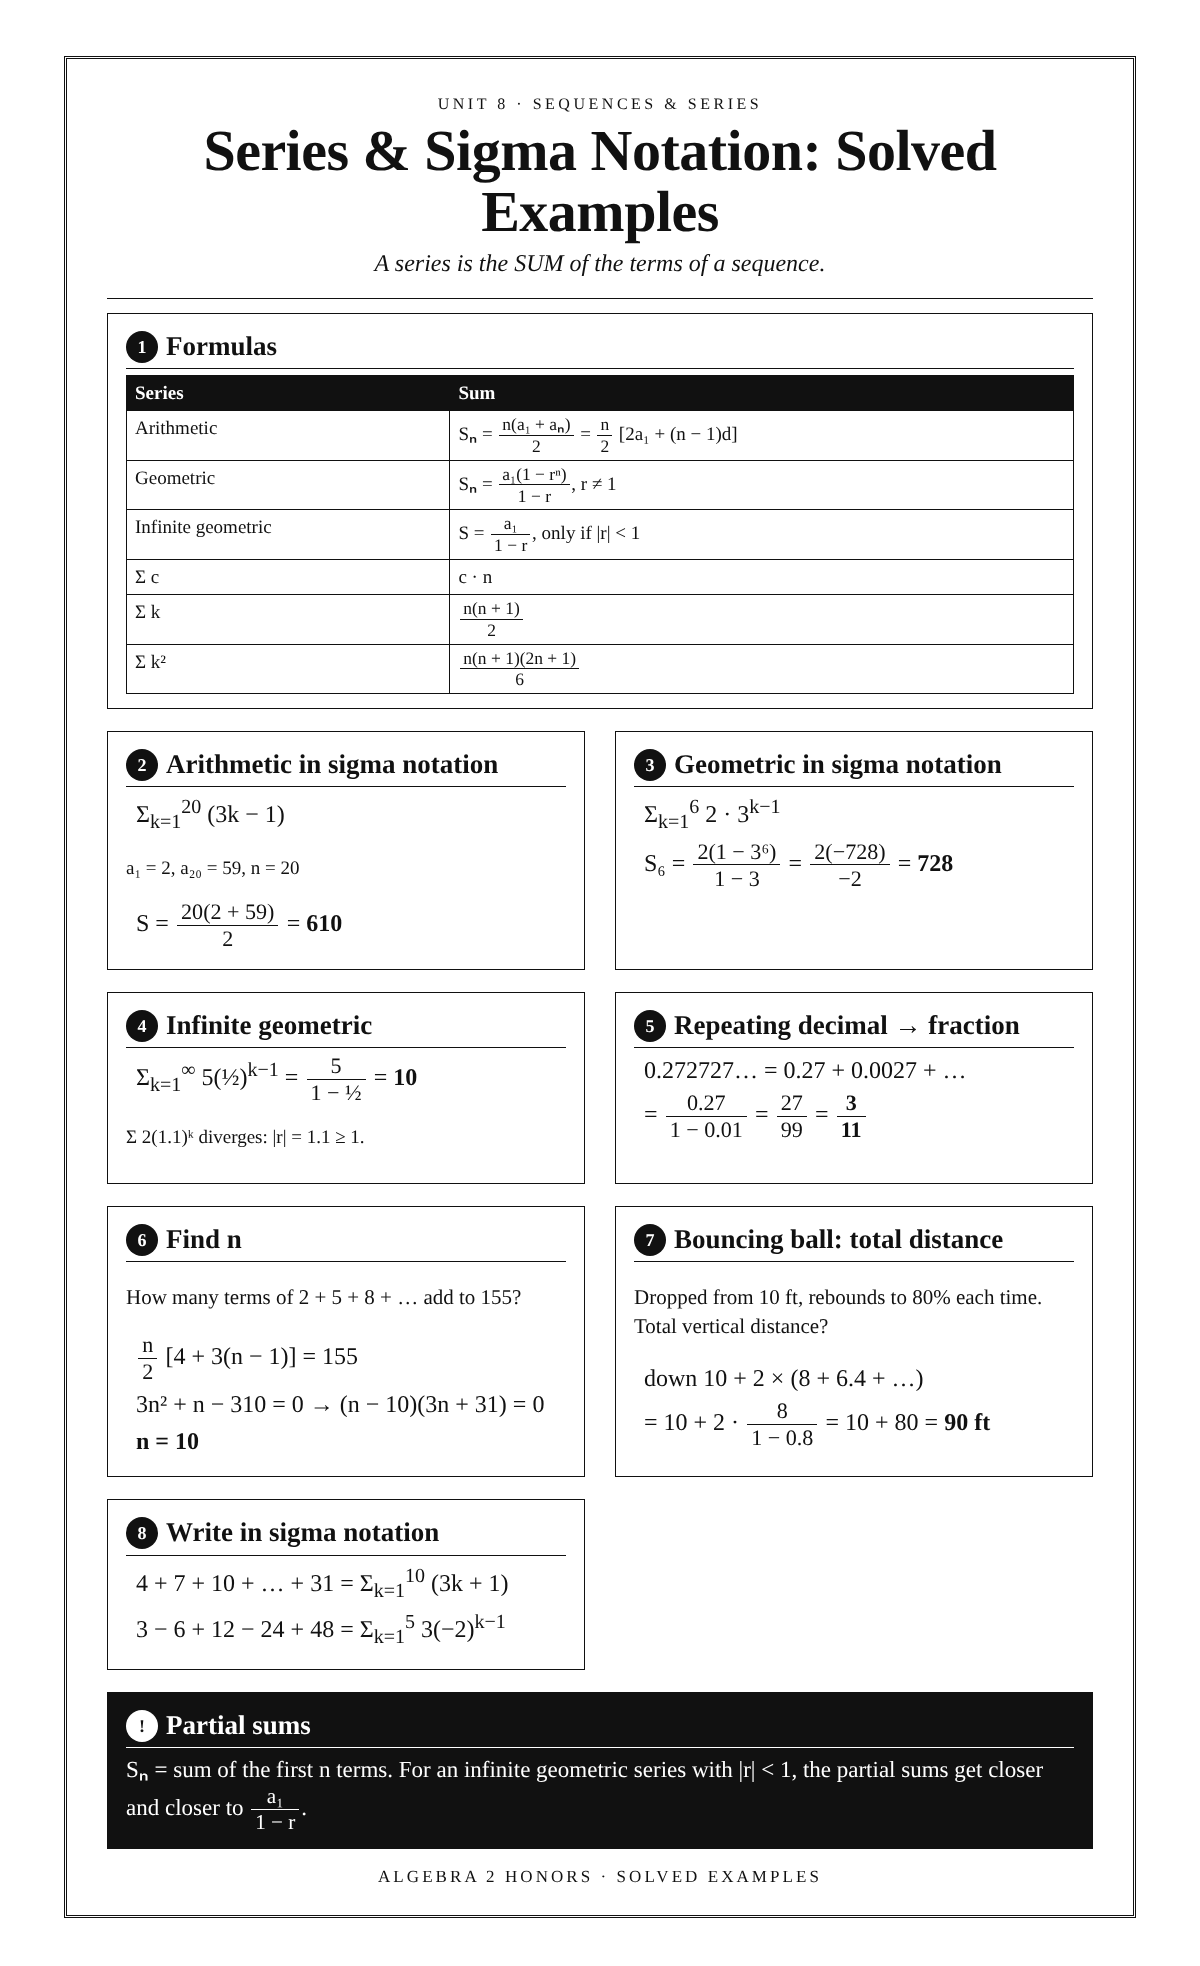 UNIT 8 · SEQUENCES & SERIES
Series & Sigma Notation: Solved
Examples
A series is the SUM of the terms of a sequence.
1 Formulas
Series Sum
Arithmetic Sₙ = n(a₁ + aₙ)/2 = n/2 [2a₁ + (n − 1)d]
Geometric Sₙ = a₁(1 − rⁿ)/1 − r, r ≠ 1
Infinite geometric S = a₁/1 − r, only if |r| < 1
Σ c c · n
Σ k n(n + 1)/2
Σ k² n(n + 1)(2n + 1)/6
2 Arithmetic in sigma notation
Σk=1^20 (3k − 1)
a₁ = 2, a₂₀ = 59, n = 20
S = 20(2 + 59)/2 = 610
3 Geometric in sigma notation
Σk=1^6 2 · 3^k−1
S₆ = 2(1 − 3⁶)/1 − 3 = 2(−728)/−2 = 728
4 Infinite geometric
Σk=1^∞ 5(½)^k−1 = 5/1 − ½ = 10
Σ 2(1.1)ᵏ diverges: |r| = 1.1 ≥ 1.
5 Repeating decimal → fraction
0.272727… = 0.27 + 0.0027 + …
= 0.27/1 − 0.01 = 27/99 = 3/11
6 Find n
How many terms of 2 + 5 + 8 + … add to 155?
n/2 [4 + 3(n − 1)] = 155
3n² + n − 310 = 0 → (n − 10)(3n + 31) = 0
n = 10
7 Bouncing ball: total distance
Dropped from 10 ft, rebounds to 80% each time.
Total vertical distance?
down 10 + 2 × (8 + 6.4 + …)
= 10 + 2 · 8/1 − 0.8 = 10 + 80 = 90 ft
8 Write in sigma notation
4 + 7 + 10 + … + 31 = Σk=1^10 (3k + 1)
3 − 6 + 12 − 24 + 48 = Σk=1^5 3(−2)^k−1
! Partial sums
Sₙ = sum of the first n terms. For an infinite geometric series with |r| < 1, the partial sums get closer
and closer to a₁/1 − r.
ALGEBRA 2 HONORS · SOLVED EXAMPLES